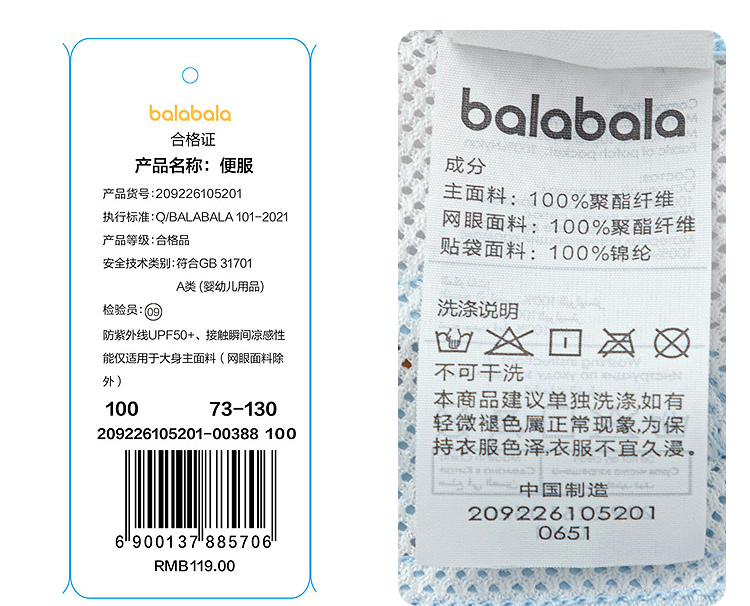 balabala
合格证
产品名称：便服
产品货号:209226105201
执行标准:Q/BALABALA 101-2021
产品等级:合格品
安全技术类别:符合GB 31701
A类 (婴幼儿用品)
检验员:09
防紫外线UPF50+、接触瞬间凉感性
能仅适用于大身主面料（网眼面料除
外）
100 73-130
209226105201-00388 100
6 900137 885706
RMB119.00
balabala
成分
主面料：100%聚酯纤维
网眼面料：100%聚酯纤维
贴袋面料：100%锦纶
洗涤说明
不可干洗
本商品建议单独洗涤,如有
轻微褪色属正常现象,为保
持衣服色泽,衣服不宜久浸。
中国制造
209226105201
0651